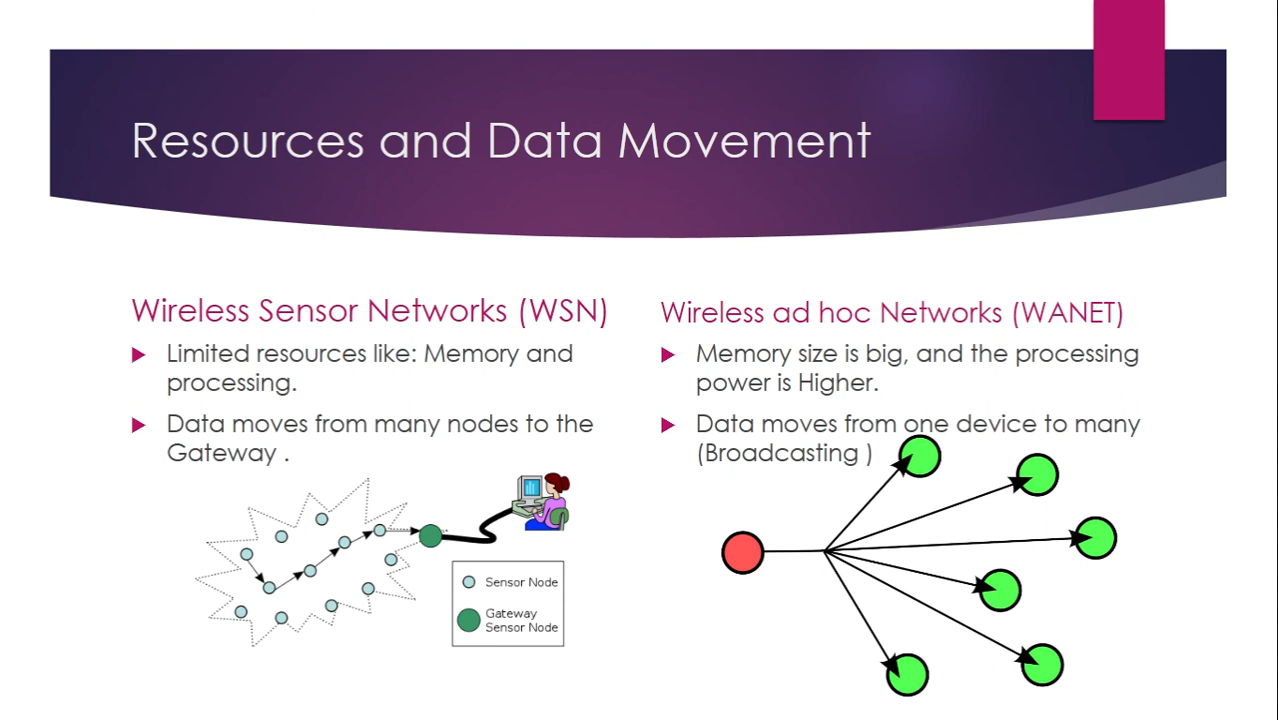 Resources and Data Movement
Wireless Sensor Networks (WSN)
Limited resources like: Memory and
processing.
Data moves from many nodes to the
Gateway .
Sensor Node
Gateway
Sensor Node
Wireless ad hoc Networks (WANET)
Memory size is big, and the processing
power is Higher.
Data moves from one device to many
(Broadcasting )